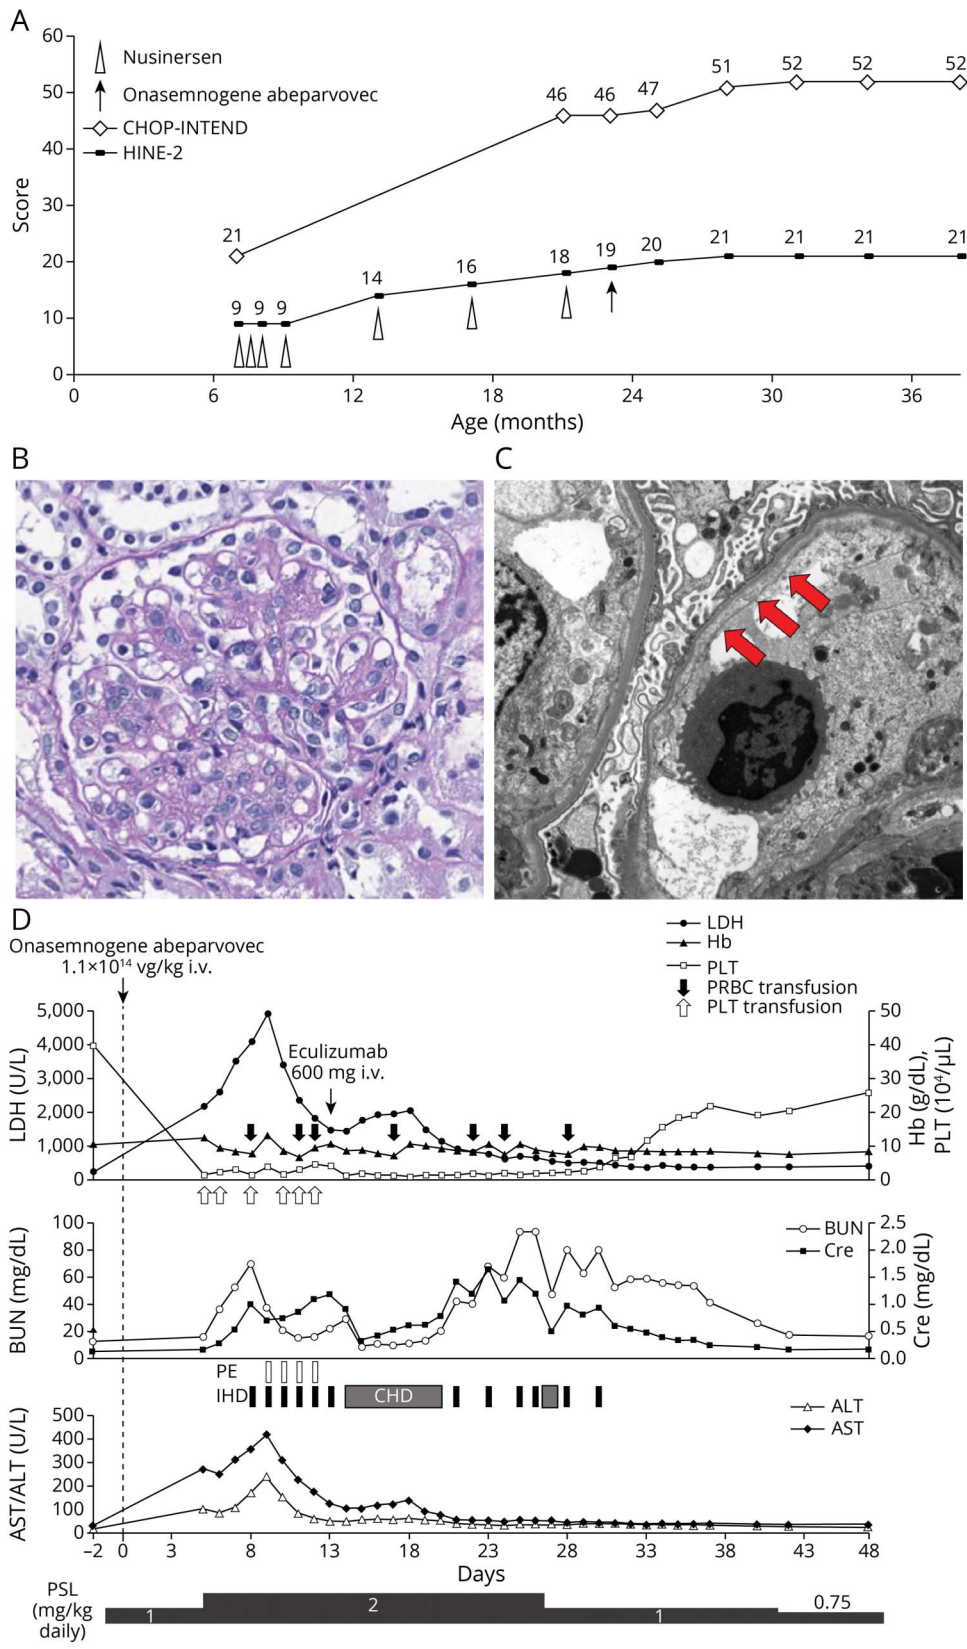 A
60
50
40
30
20
10
0
Score
Nusinersen
Onasemnogene abeparvovec
CHOP-INTEND
HINE-2
21 46 46 47 51 52 52 52
9 9 9 14 16 18 19 20 21 21 21 21
0 6 12 18 24 30 36
Age (months)
B
C
D
Onasemnogene abeparvovec
1.1×10¹⁴ vg/kg i.v.
LDH
Hb
PLT
PRBC transfusion
PLT transfusion
LDH (U/L)
5,000
4,000
3,000
2,000
1,000
0
Eculizumab
600 mg i.v.
50
40
30
20
10
0
Hb (g/dL),
PLT (10⁴/μL)
BUN (mg/dL)
100
80
60
40
20
0
BUN
Cre
2.5
2.0
1.5
1.0
0.5
0.0
Cre (mg/dL)
PE
IHD
CHD
AST/ALT (U/L)
500
400
300
200
100
0
ALT
AST
−2 0 3 8 13 18 23 28 33 38 43 48
Days
PSL
(mg/kg
daily)
1 2 1 0.75